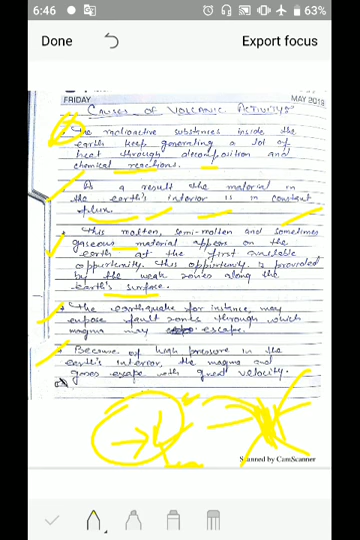 6:46
63%
Done
Export focus
FRIDAY
MAY 2018
Causes of Volcanic Activity
The radioactive substances inside the
earth keep generating a lot of
heat through decomposition and
chemical reactions.
As a result the material in
the earth's interior is in constant
flux.
This molten, semi-molten and sometimes
gaseous material appears on the
earth at the first available
oppurtunity. This oppurtunity is provided
by the weak zones along the
earth's surface.
The earthquake for instance, may
expose fault zones through which
magma may escape.
Because of high pressure in the
earth's interior, the magma and
gases escape with great velocity.
Scanned by CamScanner